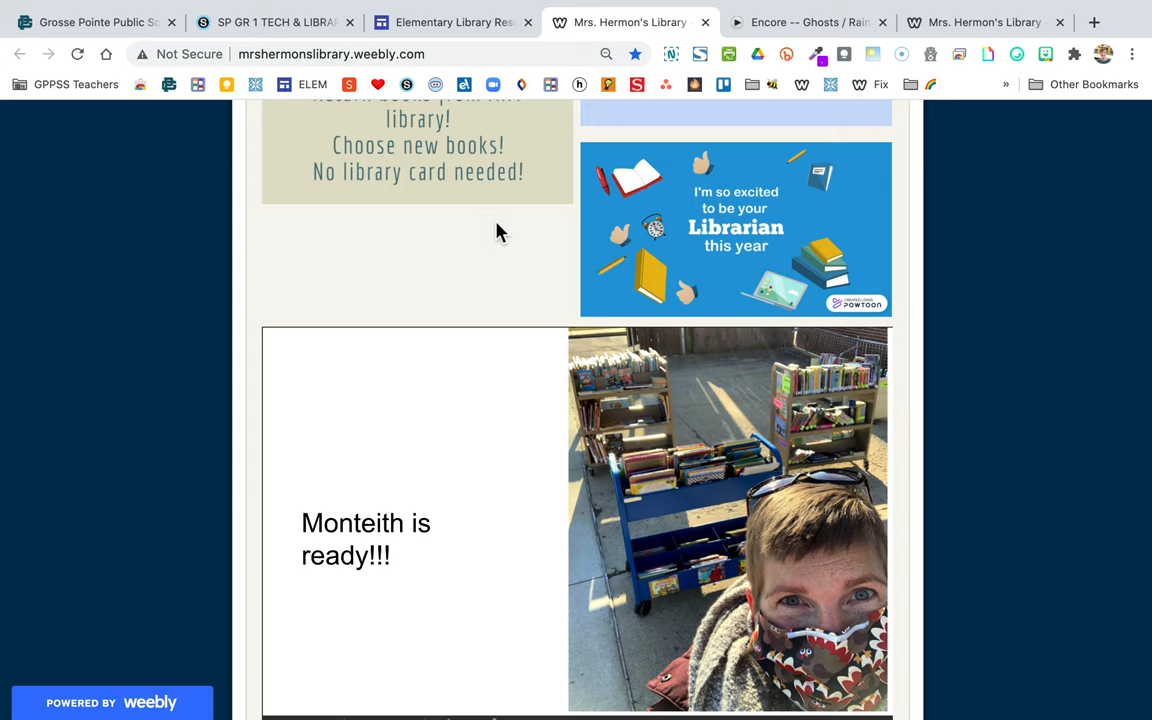 Grosse Pointe Public Sc
SP GR 1 TECH & LIBRAR
Elementary Library Res
Mrs. Hermon's Library -
Encore -- Ghosts / Rain
Mrs. Hermon's Library -
Not Secure
mrshermonslibrary.weebly.com
GPPSS Teachers
ELEM
Fix
Other Bookmarks
library!
Choose new books!
No library card needed!
I'm so excited
to be your
Librarian
this year
CREATED USING
POWTOON
Monteith is
ready!!!
POWERED BY weebly